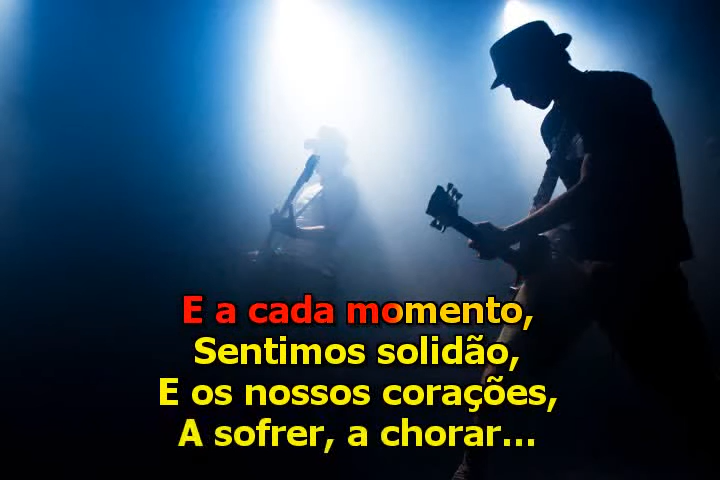 E a cada momento,
Sentimos solidão,
E os nossos corações,
A sofrer, a chorar...